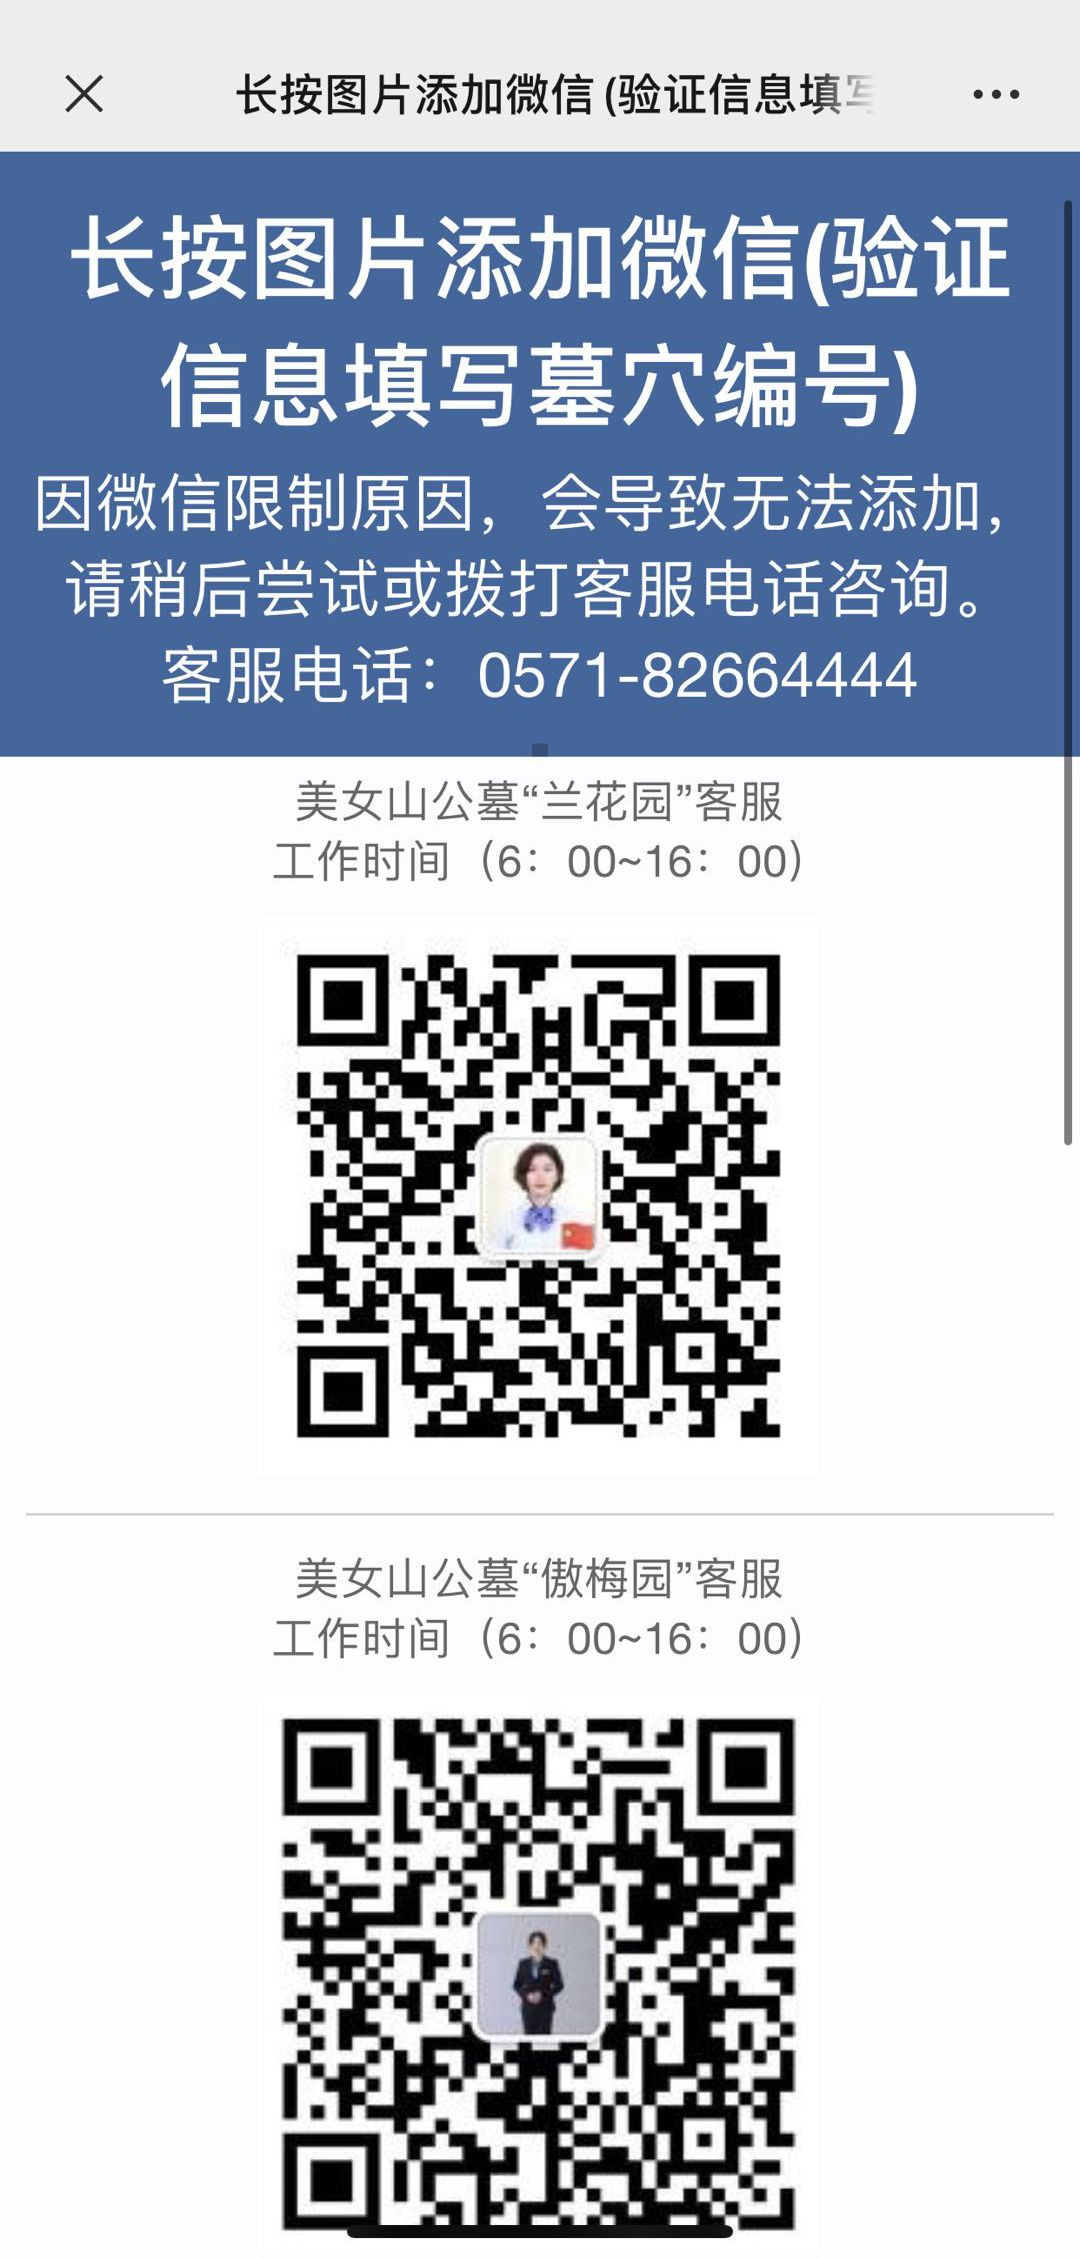 长按图片添加微信(验证信息填
长按图片添加微信(验证
信息填写墓穴编号)
因微信限制原因，会导致无法添加，
请稍后尝试或拨打客服电话咨询。
客服电话：0571-82664444
美女山公墓“兰花园”客服
工作时间（6：00~16：00）
美女山公墓“傲梅园”客服
工作时间（6：00~16：00）